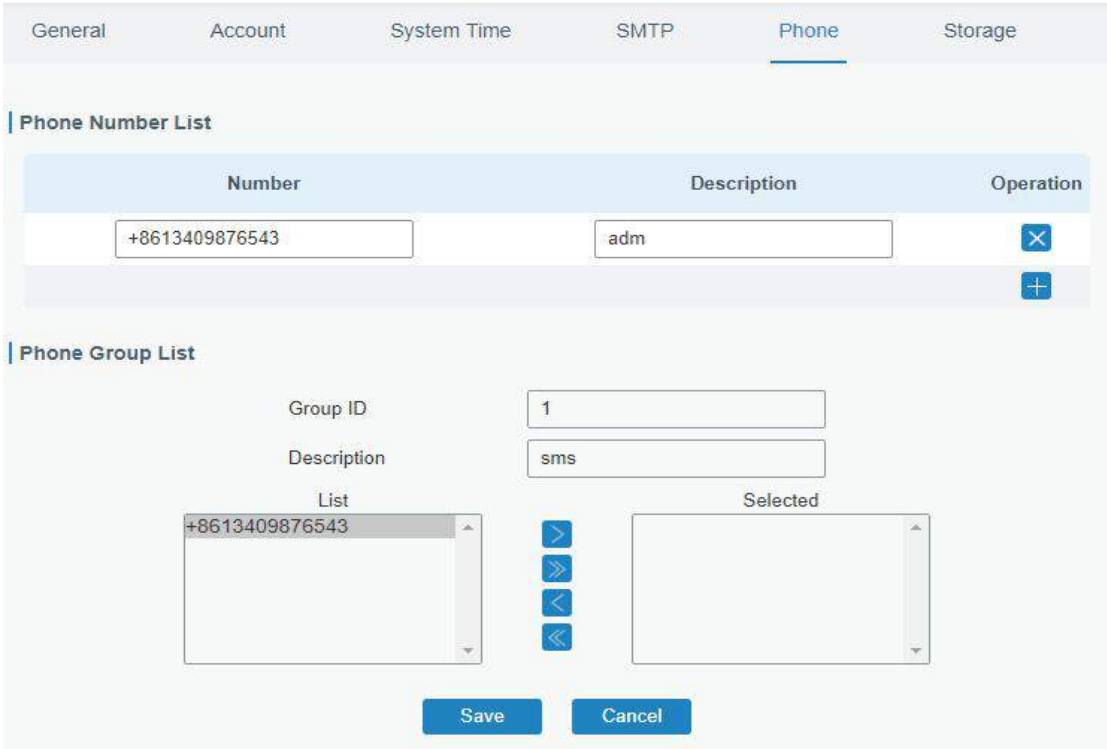 General Account System Time SMTP Phone Storage
Phone Number List
Number Description Operation
+8613409876543 adm
Phone Group List
Group ID 1
Description sms
List Selected
+8613409876543
Save Cancel